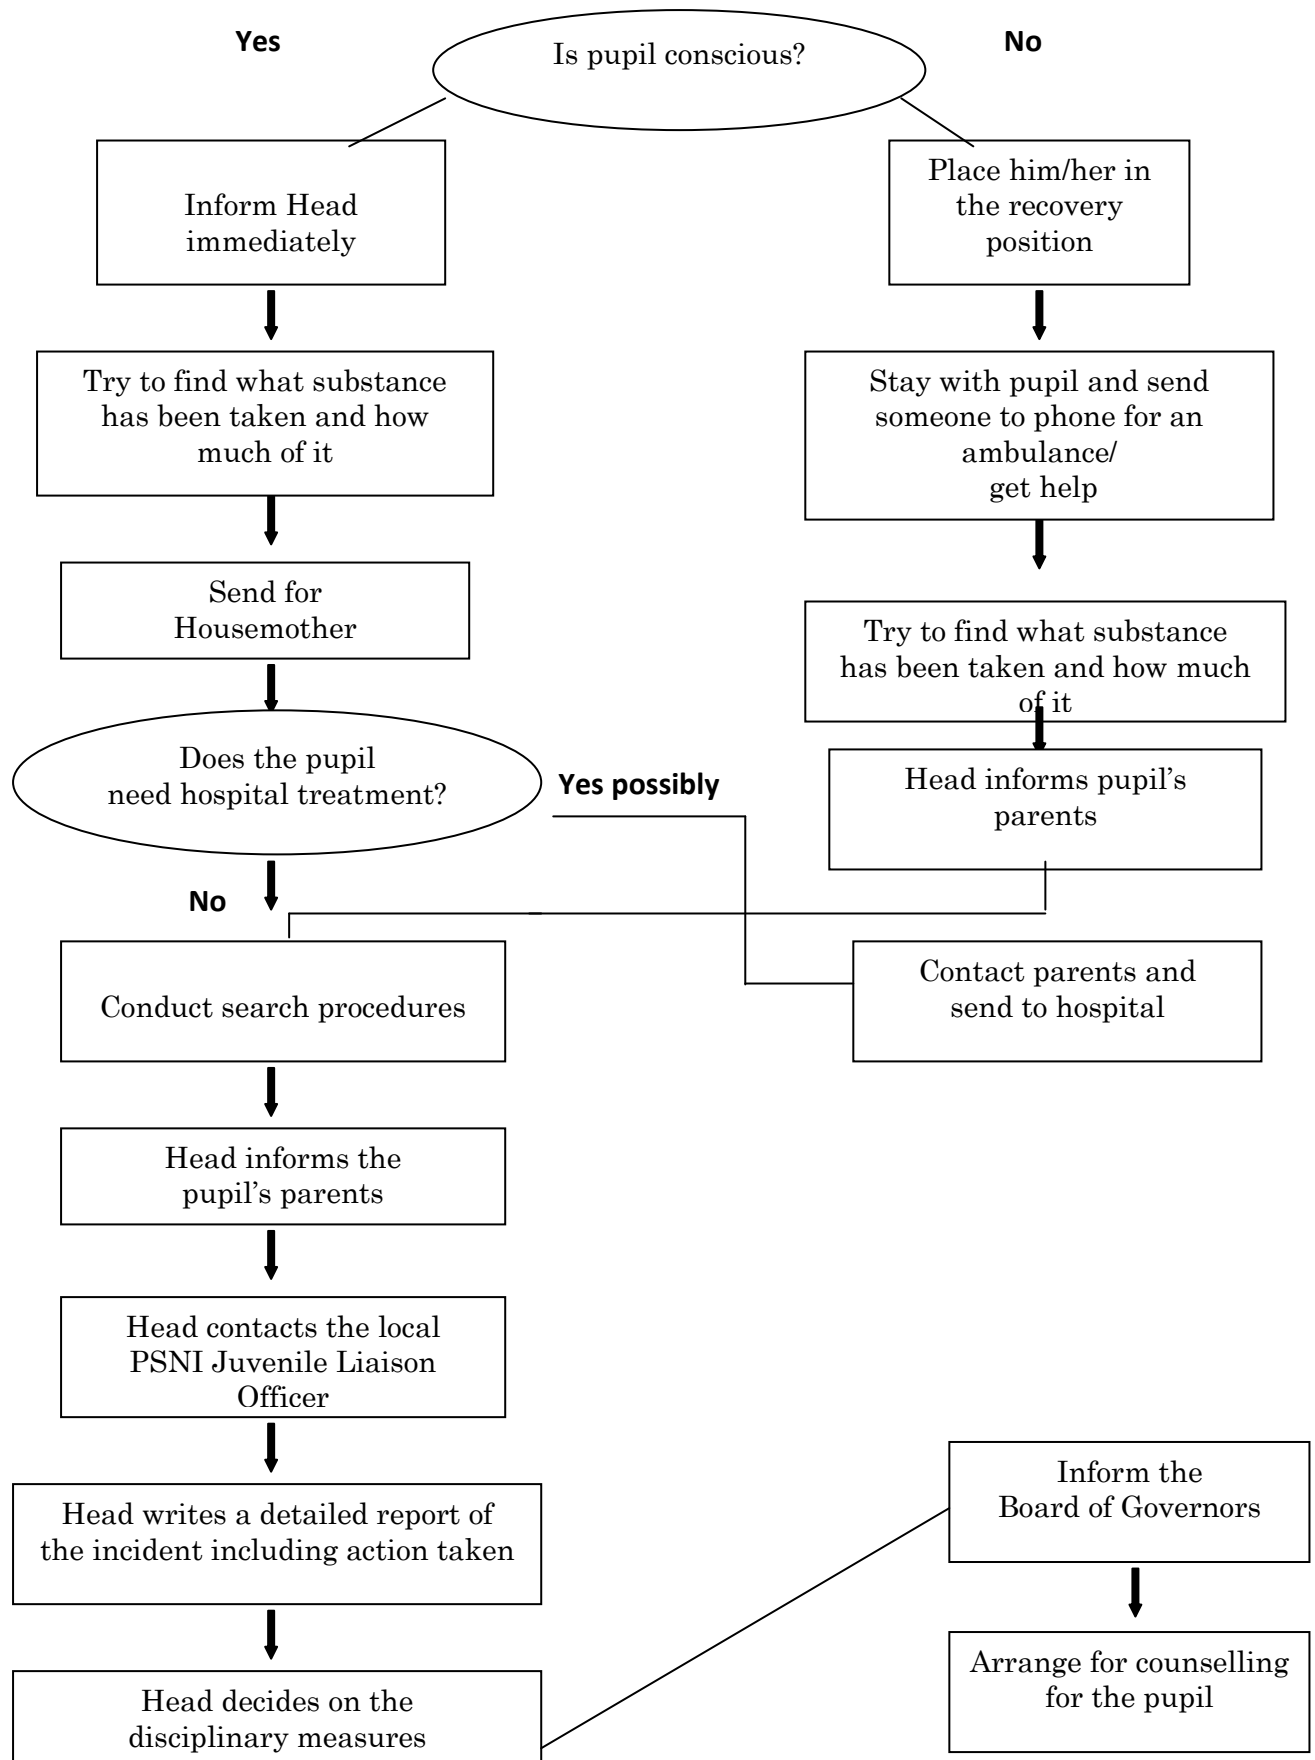 Yes
Is pupil conscious?
No
Inform Head
immediately
Place him/her in
the recovery
position
Try to find what substance
has been taken and how
much of it
Stay with pupil and send
someone to phone for an
ambulance/
get help
Send for
Housemother
Try to find what substance
has been taken and how much
of it
Does the pupil
need hospital treatment?
Yes possibly
Head informs pupil’s
parents
No
Conduct search procedures
Contact parents and
send to hospital
Head informs the
pupil’s parents
Head contacts the local
PSNI Juvenile Liaison
Officer
Head writes a detailed report of
the incident including action taken
Head decides on the
disciplinary measures
Inform the
Board of Governors
Arrange for counselling
for the pupil